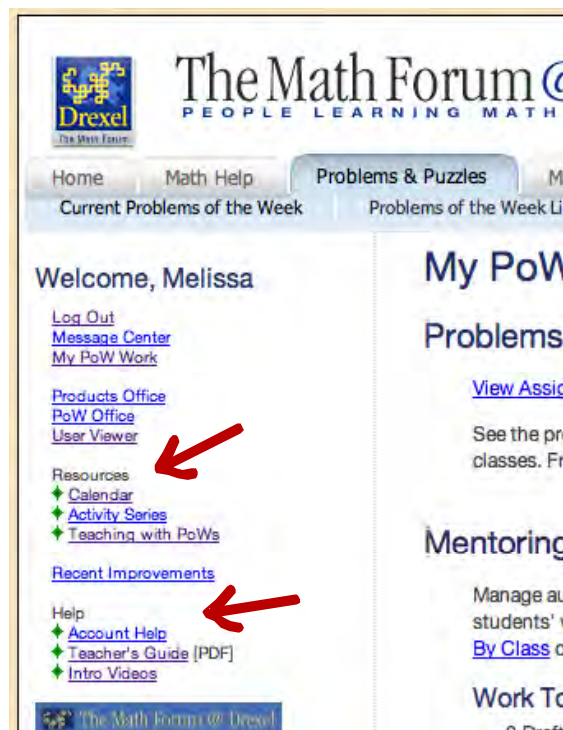 The Math Forum @
PEOPLE LEARNING MATH
Drexel
The Math Forum
Home Math Help Problems & Puzzles M
Current Problems of the Week Problems of the Week Li
Welcome, Melissa
Log Out
Message Center
My PoW Work
Products Office
PoW Office
User Viewer
Resources
Calendar
Activity Series
Teaching with PoWs
Recent Improvements
Help
Account Help
Teacher's Guide [PDF]
Intro Videos
The Math Forum @ Drexel
My PoW
Problems
View Assig
See the pr
classes. Fr
Mentoring
Manage au
students'
By Class
Work To